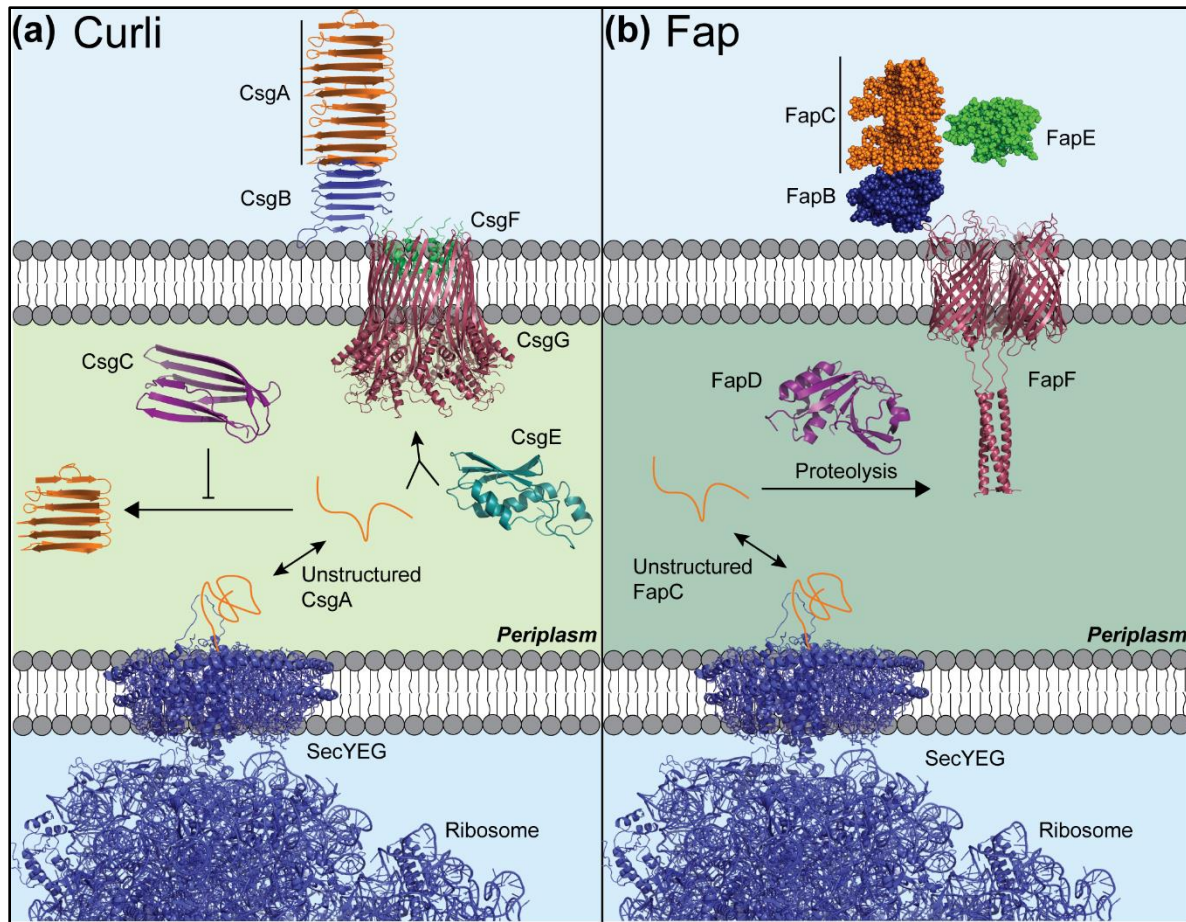 (a) Curli
CsgA
CsgB
CsgF
CsgG
CsgC
CsgE
Unstructured
CsgA
Periplasm
SecYEG
Ribosome
(b) Fap
FapC
FapE
FapB
FapD
FapF
Proteolysis
Unstructured
FapC
Periplasm
SecYEG
Ribosome